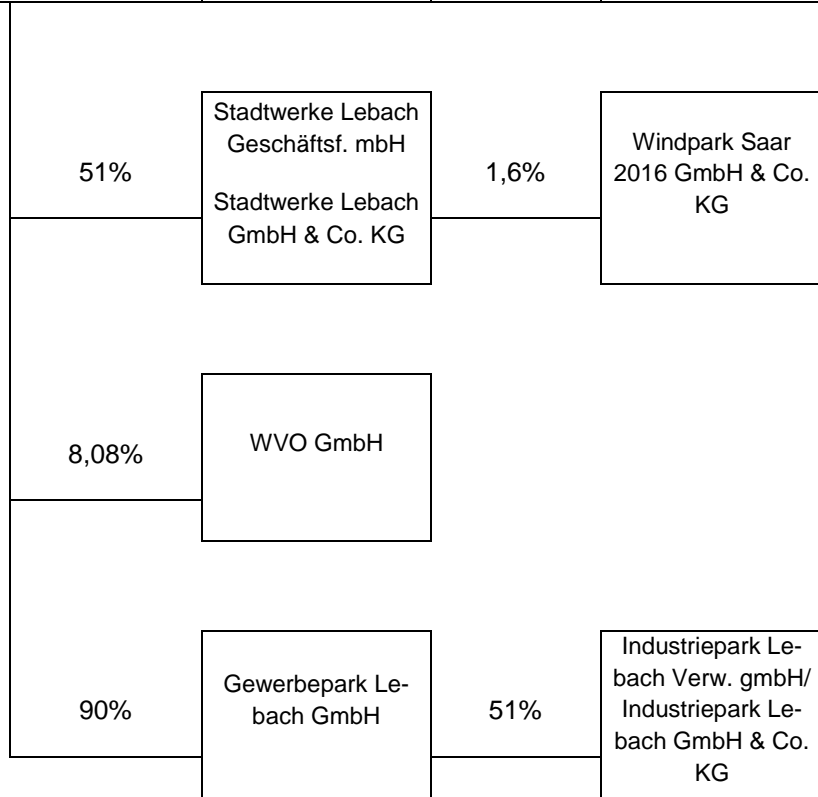 51%
Stadtwerke Lebach
Geschäftsf. mbH
Stadtwerke Lebach
GmbH & Co. KG
1,6%
Windpark Saar
2016 GmbH & Co.
KG
8,08%
WVO GmbH
90%
Gewerbepark Le-
bach GmbH
51%
Industriepark Le-
bach Verw. gmbH/
Industriepark Le-
bach GmbH & Co.
KG